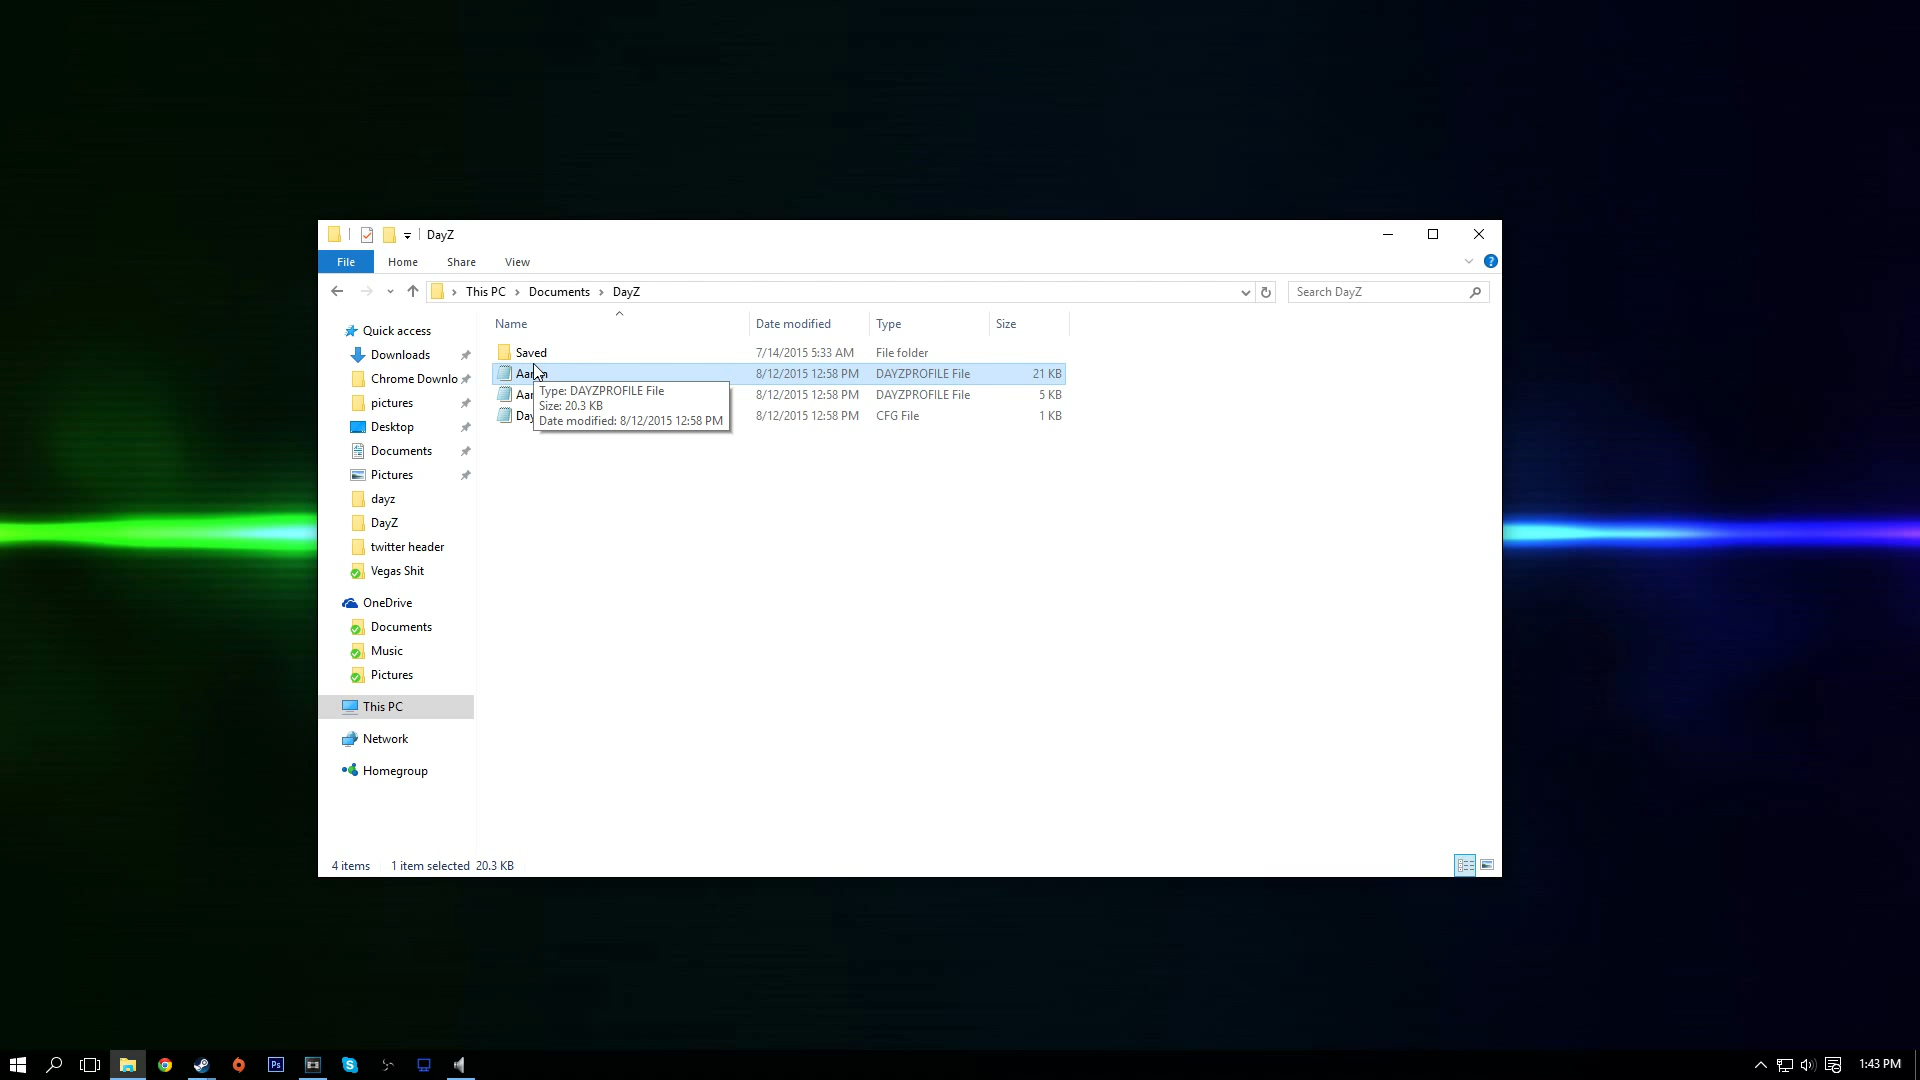 DayZ
File Home Share View
This PC Documents DayZ
Search DayZ
Name Date modified Type Size
Quick access
Downloads
Chrome Downlo
pictures
Desktop
Documents
Pictures
dayz
DayZ
twitter header
Vegas Shit
OneDrive
Documents
Music
Pictures
This PC
Network
Homegroup
Saved 7/14/2015 5:33 AM File folder
8/12/2015 12:58 PM DAYZPROFILE File 21 KB
8/12/2015 12:58 PM DAYZPROFILE File 5 KB
8/12/2015 12:58 PM CFG File 1 KB
Type: DAYZPROFILE File
Size: 20.3 KB
Date modified: 8/12/2015 12:58 PM
4 items 1 item selected 20.3 KB
Ps
1:43 PM